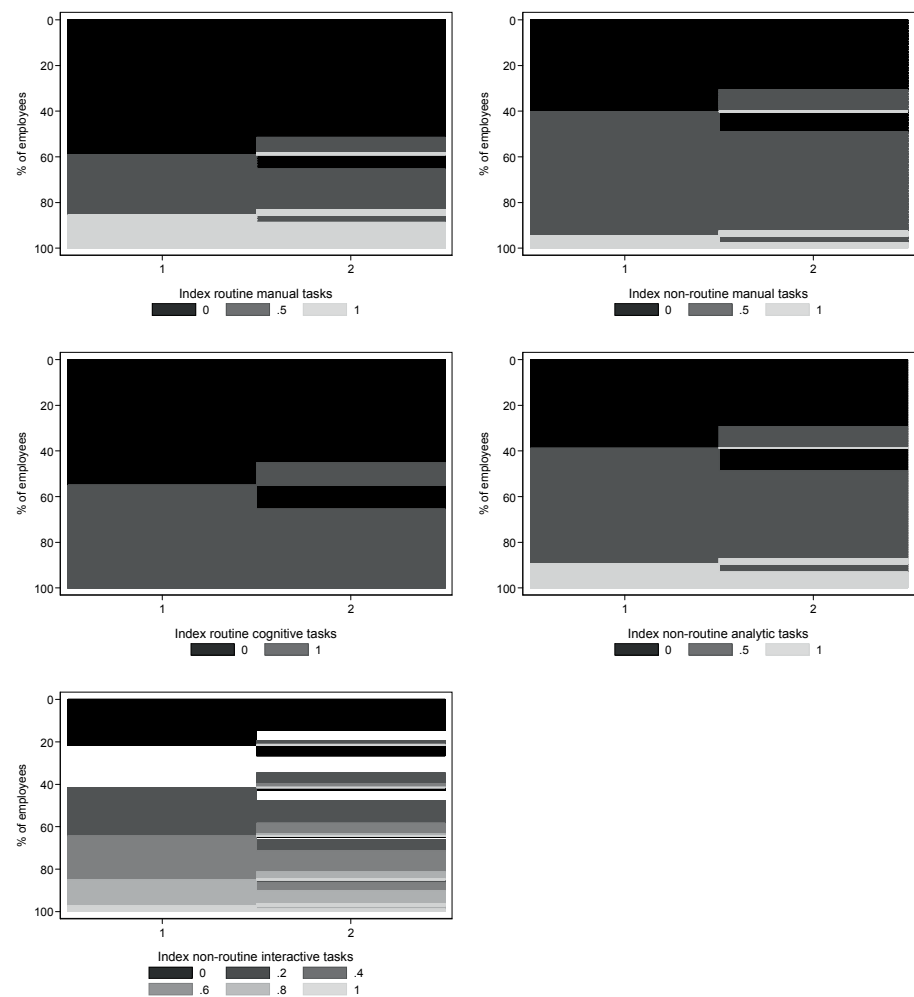 0
20
40
60
80
100
% of employees
1
2
Index routine manual tasks
0 .5 1
0
20
40
60
80
100
% of employees
1
2
Index non-routine manual tasks
0 .5 1
0
20
40
60
80
100
% of employees
1
2
Index routine cognitive tasks
0 1
0
20
40
60
80
100
% of employees
1
2
Index non-routine analytic tasks
0 .5 1
0
20
40
60
80
100
% of employees
1
2
Index non-routine interactive tasks
0 .2 .4
.6 .8 1